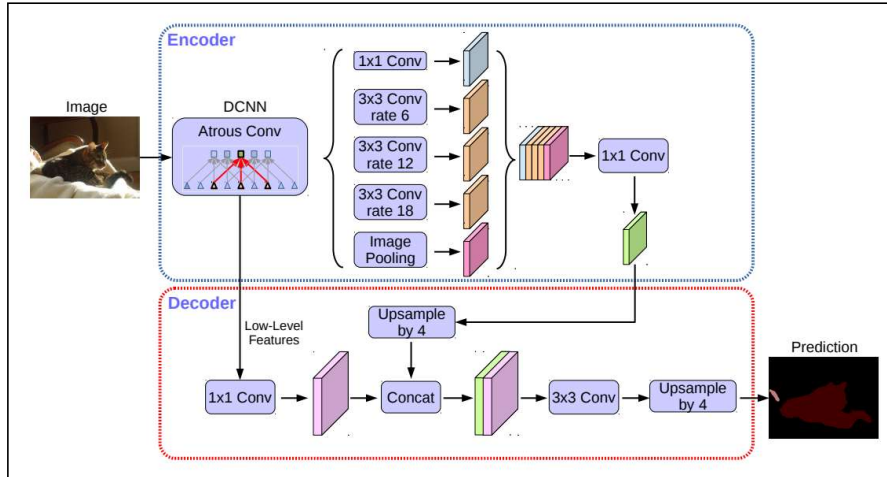 Encoder
Image
DCNN
Atrous Conv
1x1 Conv
3x3 Conv
rate 6
3x3 Conv
rate 12
3x3 Conv
rate 18
Image
Pooling
1x1 Conv
Decoder
Low-Level
Features
Upsample
by 4
1x1 Conv
Concat
3x3 Conv
Upsample
by 4
Prediction